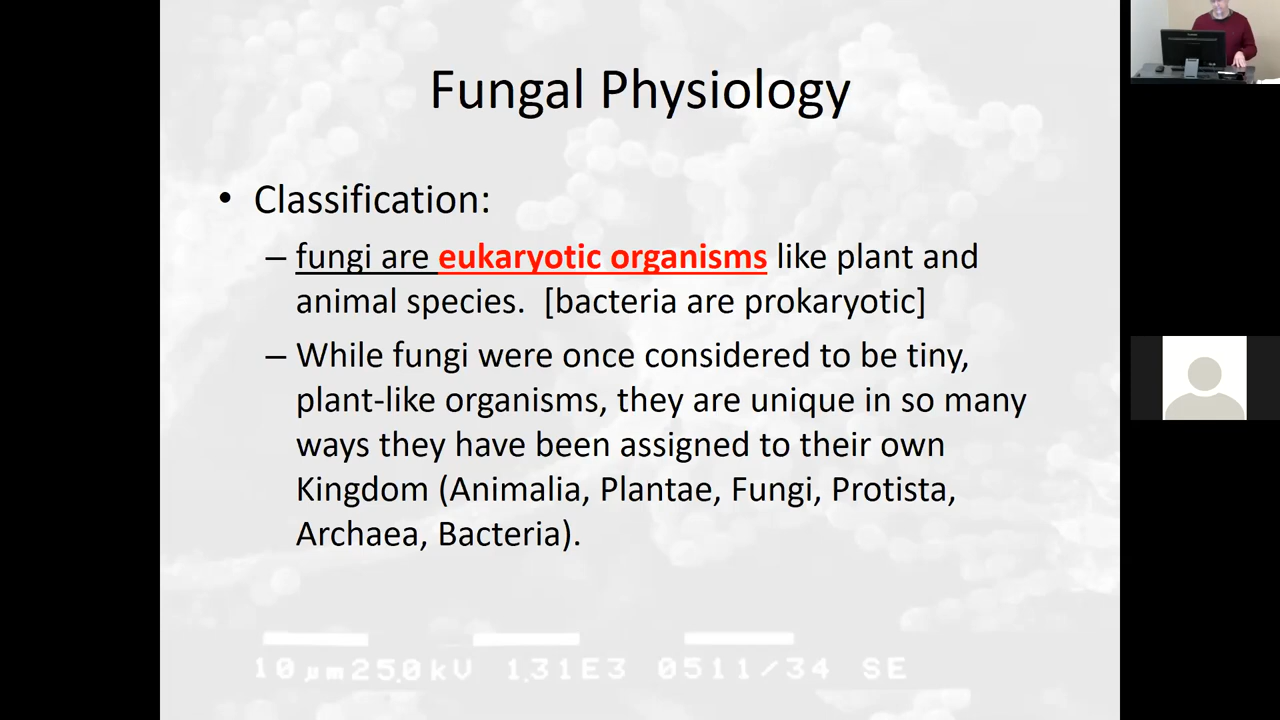 Fungal Physiology
• Classification:
– fungi are eukaryotic organisms like plant and
animal species. [bacteria are prokaryotic]
– While fungi were once considered to be tiny,
plant-like organisms, they are unique in so many
ways they have been assigned to their own
Kingdom (Animalia, Plantae, Fungi, Protista,
Archaea, Bacteria).
10µm25.0kV 1.31E3 0511/34 SE